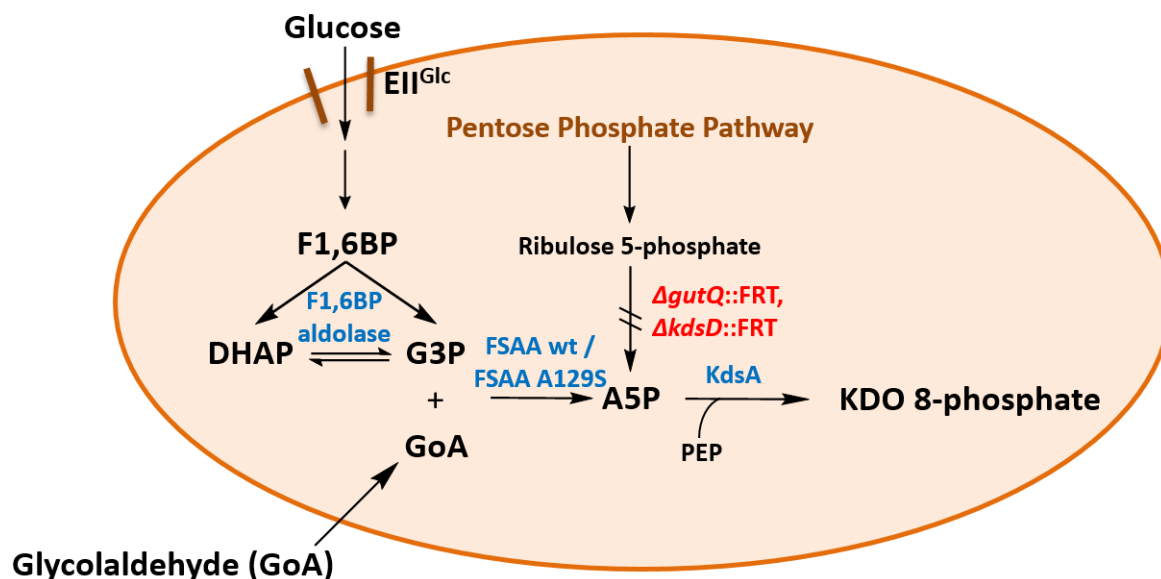 Glucose
EII^Glc
Pentose Phosphate Pathway
F1,6BP
Ribulose 5-phosphate
F1,6BP
aldolase
ΔgutQ::FRT,
ΔkdsD::FRT
DHAP
G3P
FSAA wt /
FSAA A129S
KdsA
+
A5P
KDO 8-phosphate
GoA
PEP
Glycolaldehyde (GoA)